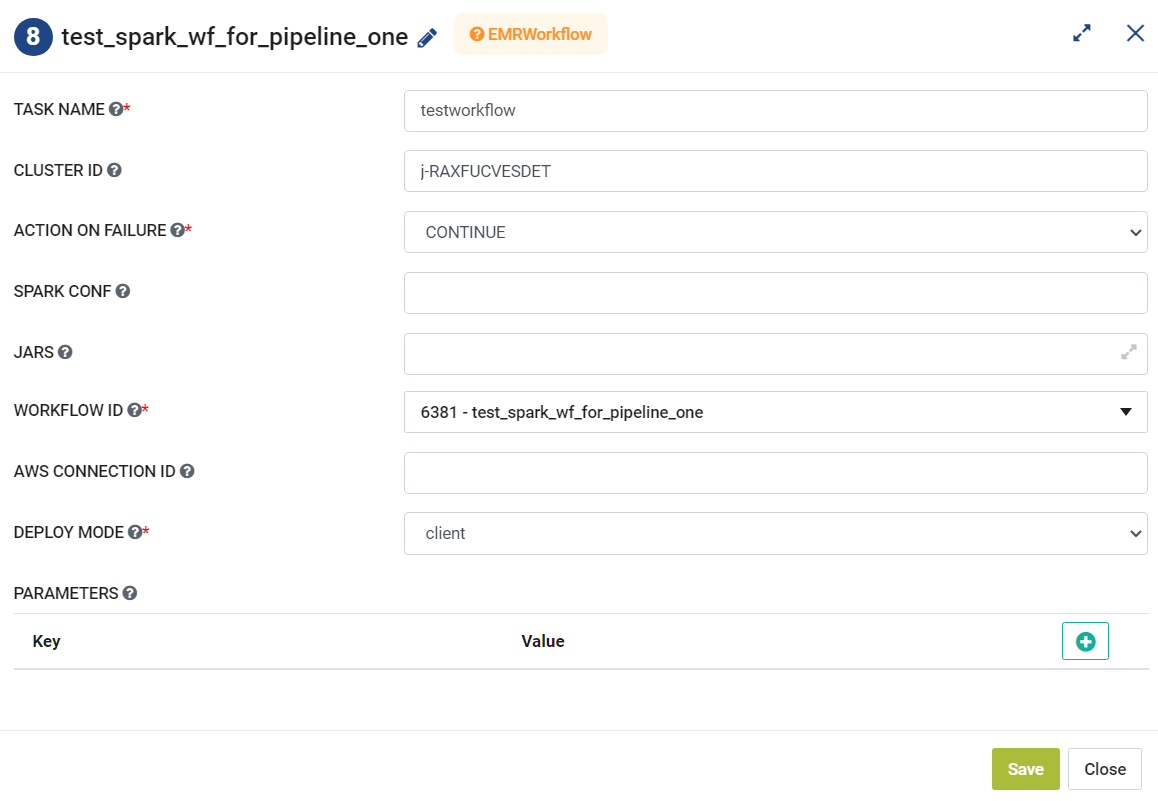 8 test_spark_wf_for_pipeline_one ? EMRWorkflow
TASK NAME ?* testworkflow
CLUSTER ID ? j-RAXFUCVESDET
ACTION ON FAILURE ?* CONTINUE
SPARK CONF ?
JARS ?
WORKFLOW ID ?* 6381 - test_spark_wf_for_pipeline_one
AWS CONNECTION ID ?
DEPLOY MODE ?* client
PARAMETERS ?
Key Value
Save Close